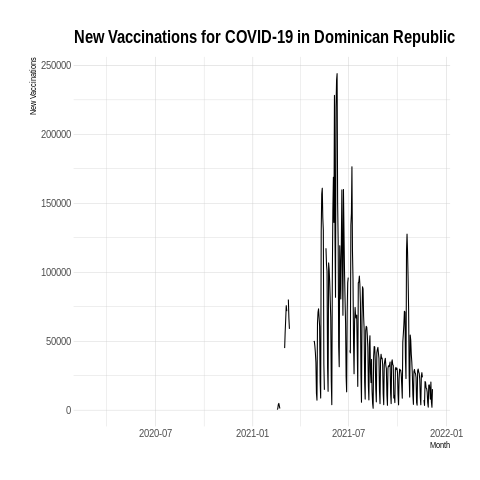 New Vaccinations for COVID-19 in Dominican Republic
New Vaccinations
250000
200000
150000
100000
50000
0
2020-07 2021-01 2021-07 2022-01
Month